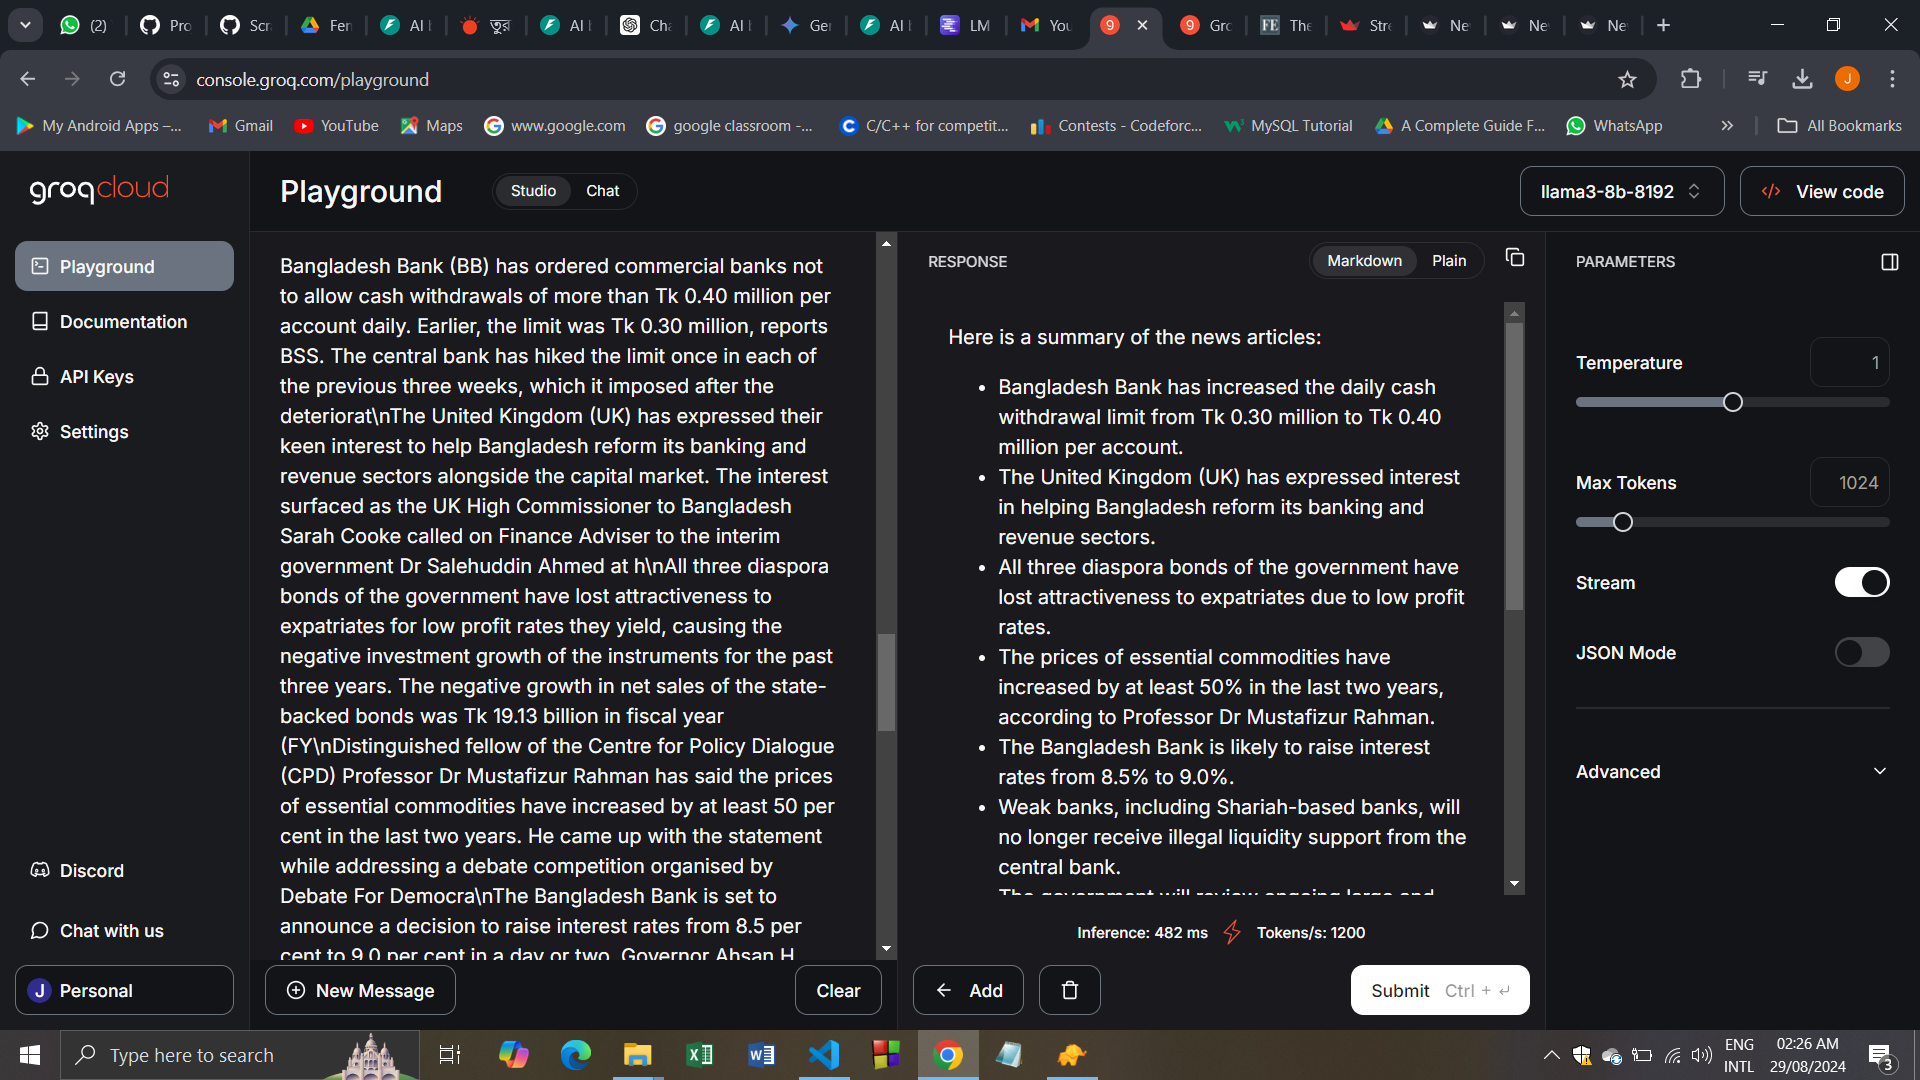 (2)
Pro
Scr
Fen
AI b
তুর
AI b
Cha
AI b
Ger
AI b
LM
You
9
9
Gro
FE
The
Stre
Ne
Ne
Ne
console.groq.com/playground
J
My Android Apps –...
Gmail
YouTube
Maps
www.google.com
google classroom -...
C/C++ for competit...
Contests - Codeforc...
MySQL Tutorial
A Complete Guide F...
WhatsApp
All Bookmarks
groqcloud
Playground
Studio
Chat
llama3-8b-8192
</> View code
Playground
Documentation
API Keys
Settings
Discord
Chat with us
J Personal
Bangladesh Bank (BB) has ordered commercial banks not
to allow cash withdrawals of more than Tk 0.40 million per
account daily. Earlier, the limit was Tk 0.30 million, reports
BSS. The central bank has hiked the limit once in each of
the previous three weeks, which it imposed after the
deteriorat\nThe United Kingdom (UK) has expressed their
keen interest to help Bangladesh reform its banking and
revenue sectors alongside the capital market. The interest
surfaced as the UK High Commissioner to Bangladesh
Sarah Cooke called on Finance Adviser to the interim
government Dr Salehuddin Ahmed at h\nAll three diaspora
bonds of the government have lost attractiveness to
expatriates for low profit rates they yield, causing the
negative investment growth of the instruments for the past
three years. The negative growth in net sales of the state-
backed bonds was Tk 19.13 billion in fiscal year
(FY\nDistinguished fellow of the Centre for Policy Dialogue
(CPD) Professor Dr Mustafizur Rahman has said the prices
of essential commodities have increased by at least 50 per
cent in the last two years. He came up with the statement
while addressing a debate competition organised by
Debate For Democra\nThe Bangladesh Bank is set to
announce a decision to raise interest rates from 8.5 per
cent to 9.0 per cent in a day or two. Governor Ahsan H
New Message
Clear
RESPONSE
Markdown
Plain
Here is a summary of the news articles:
• Bangladesh Bank has increased the daily cash
withdrawal limit from Tk 0.30 million to Tk 0.40
million per account.
• The United Kingdom (UK) has expressed interest
in helping Bangladesh reform its banking and
revenue sectors.
• All three diaspora bonds of the government have
lost attractiveness to expatriates due to low profit
rates.
• The prices of essential commodities have
increased by at least 50% in the last two years,
according to Professor Dr Mustafizur Rahman.
• The Bangladesh Bank is likely to raise interest
rates from 8.5% to 9.0%.
• Weak banks, including Shariah-based banks, will
no longer receive illegal liquidity support from the
central bank.
The government will review ongoing large and
Inference: 482 ms
Tokens/s: 1200
Add
Submit Ctrl + ↵
PARAMETERS
Temperature
1
Max Tokens
1024
Stream
JSON Mode
Advanced
Type here to search
ENG
INTL
02:26 AM
29/08/2024
3